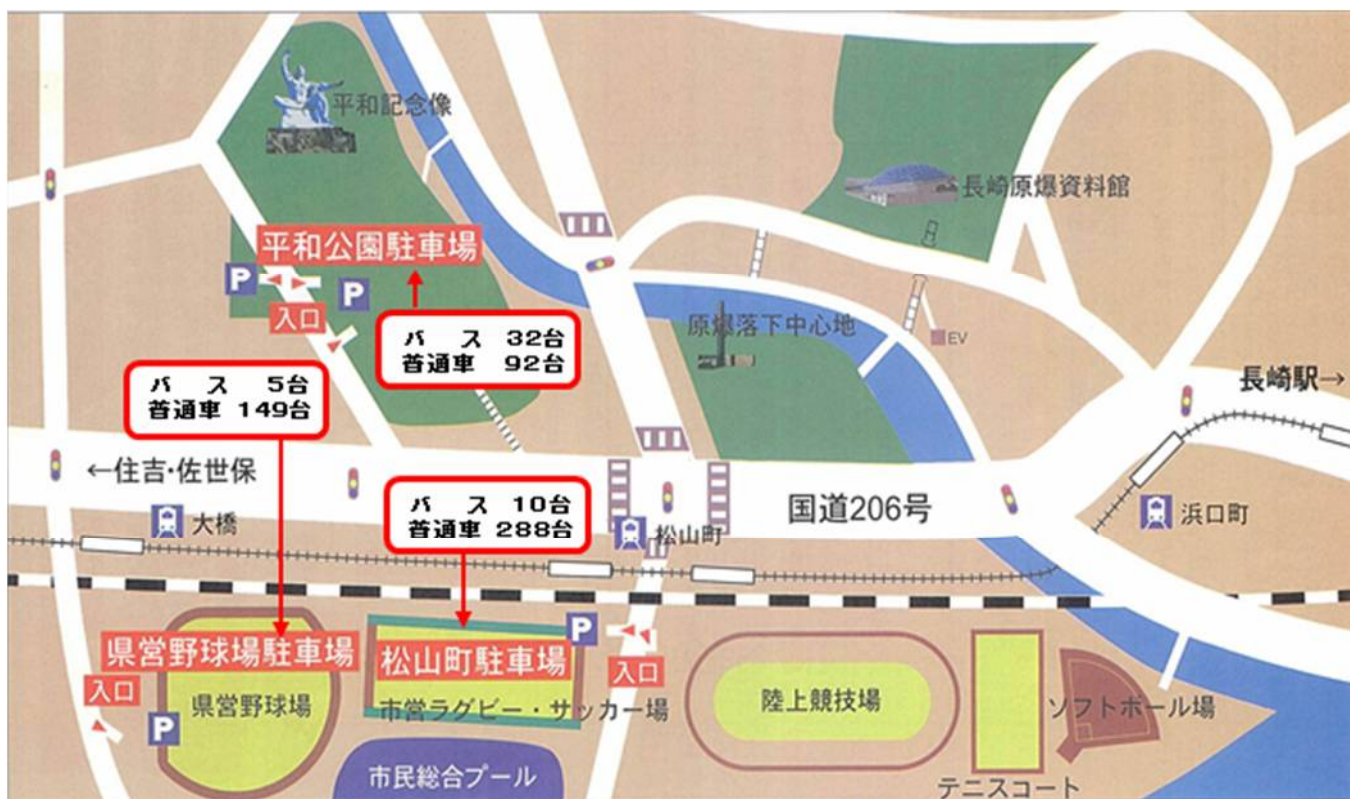 平和記念像
長崎原爆資料館
平和公園駐車場
P
P
入口
バス 32台
普通車 92台
原爆落下中心地
EV
バス 5台
普通車 149台
長崎駅→
←住吉・佐世保
バス 10台
普通車 288台
国道206号
大橋
松山町
浜口町
県営野球場駐車場
松山町駐車場
P
入口
入口
P
県営野球場
市営ラグビー・サッカー場
陸上競技場
ソフトボール場
市民総合プール
テニスコート